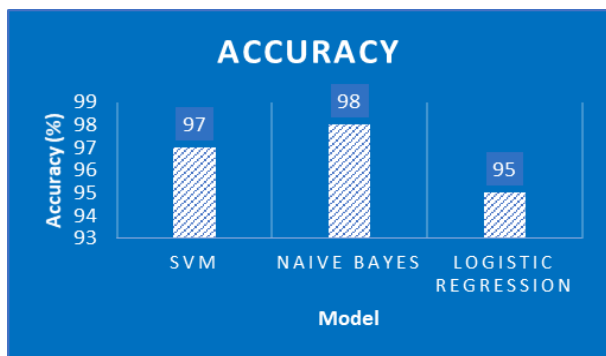 ACCURACY
Accuracy (%)
99
98
97
96
95
94
93
97
98
95
SVM
NAIVE BAYES
LOGISTIC
REGRESSION
Model